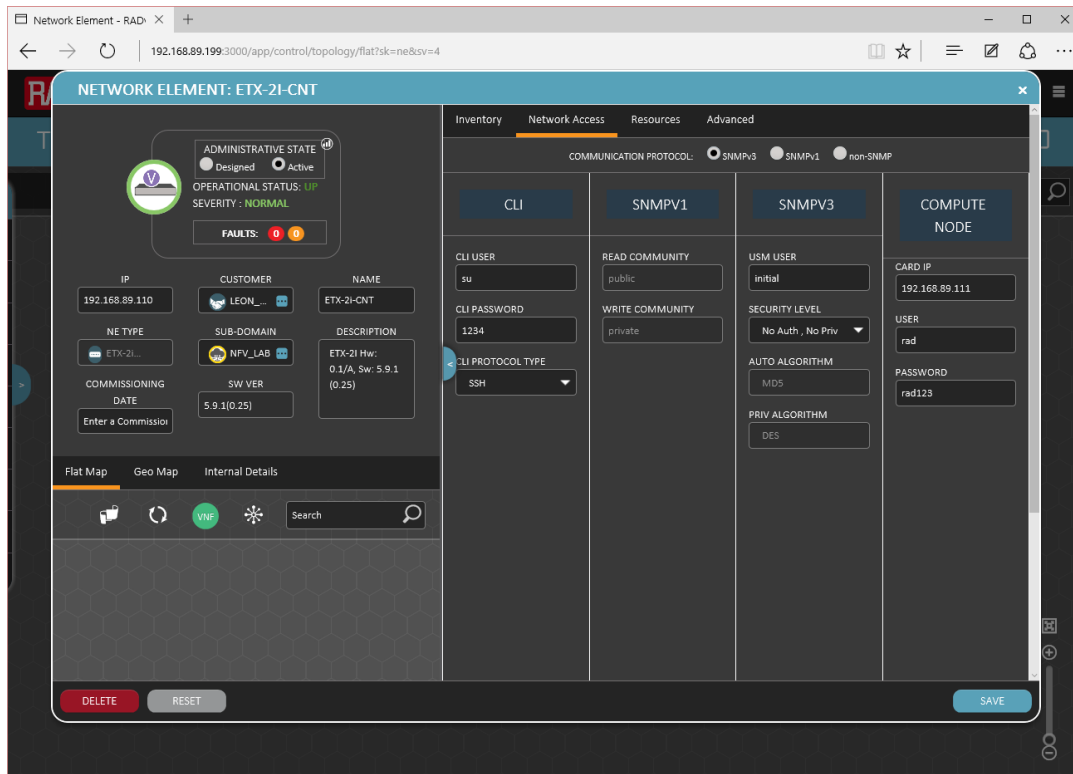 Network Element - RADv
192.168.89.199:3000/app/control/topology/flat?sk=ne&sv=4
RA
T
NETWORK ELEMENT: ETX-2I-CNT
ADMINISTRATIVE STATE
Designed Active
OPERATIONAL STATUS: UP
SEVERITY : NORMAL
FAULTS: 0 0
V
IP CUSTOMER NAME
192.168.89.110 LEON_... ETX-2i-CNT
NE TYPE SUB-DOMAIN DESCRIPTION
ETX-2i... NFV_LAB ETX-2I Hw:
0.1/A, Sw: 5.9.1
(0.25)
COMMISSIONING
DATE
SW VER
5.9.1(0.25)
Enter a Commission
Flat Map Geo Map Internal Details
VNF Search
Inventory Network Access Resources Advanced
COMMUNICATION PROTOCOL: SNMPv3 SNMPv1 non-SNMP
CLI
CLI USER
su
CLI PASSWORD
1234
CLI PROTOCOL TYPE
SSH
SNMPV1
READ COMMUNITY
public
WRITE COMMUNITY
private
SNMPV3
USM USER
initial
SECURITY LEVEL
No Auth , No Priv
AUTO ALGORITHM
MD5
PRIV ALGORITHM
DES
COMPUTE
NODE
CARD IP
192.168.89.111
USER
rad
PASSWORD
rad123
DELETE RESET SAVE